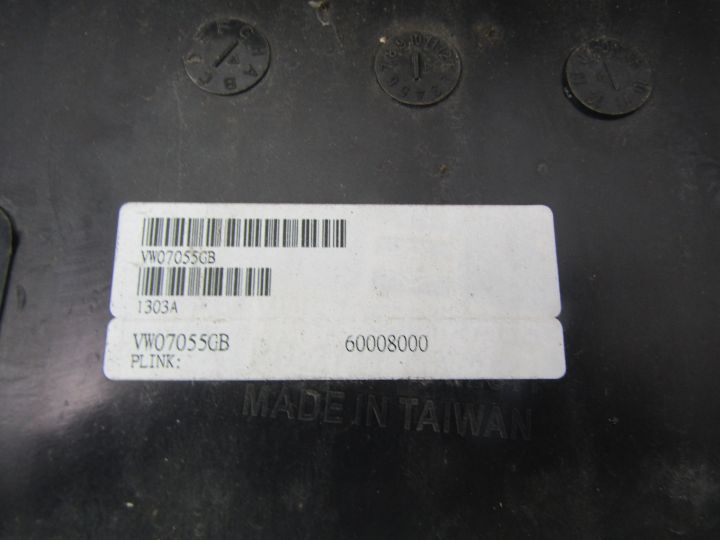 VW07055GB
1303A
VW07055GB 60008000
PLINK:
MADE IN TAIWAN